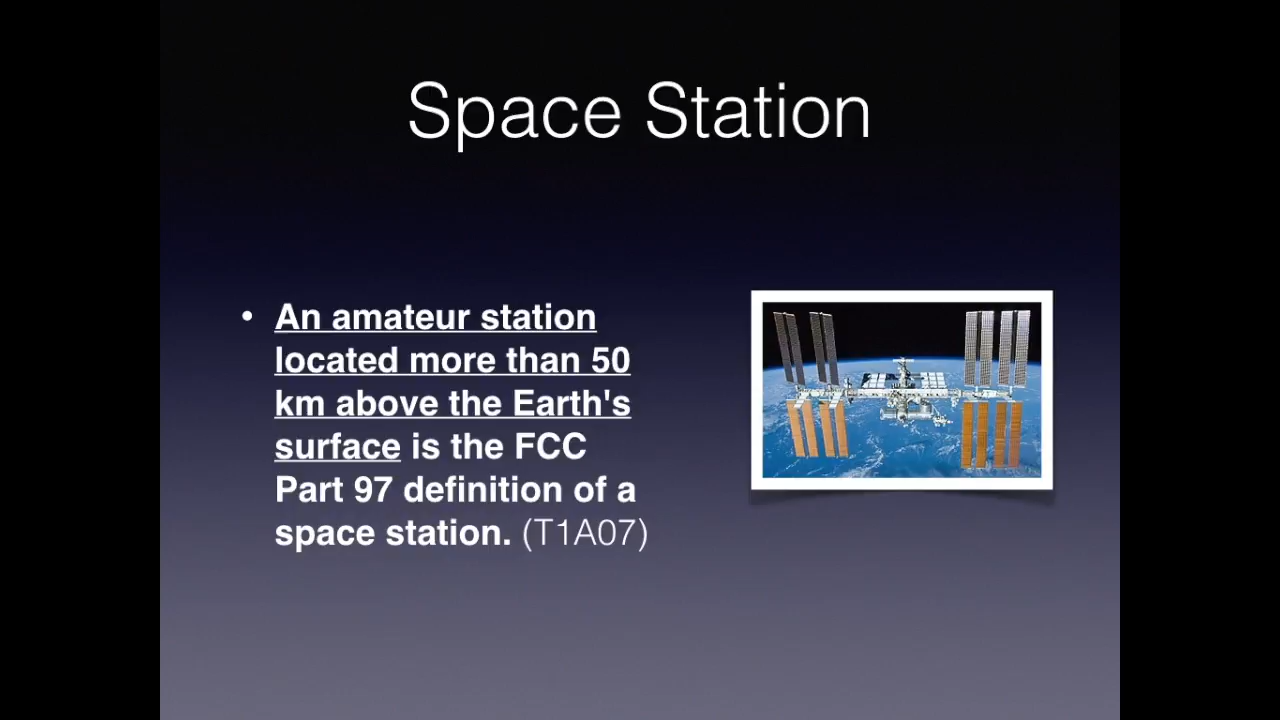 Space Station
• An amateur station
located more than 50
km above the Earth's
surface is the FCC
Part 97 definition of a
space station. (T1A07)